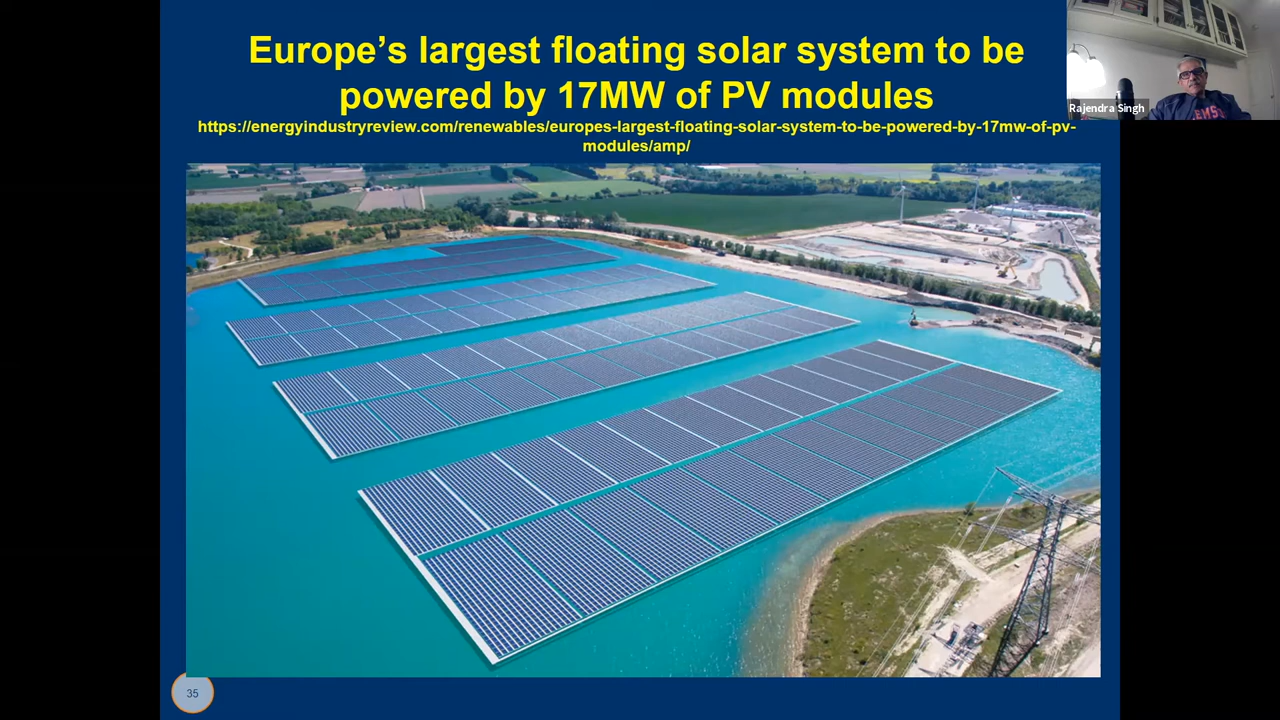 Europe’s largest floating solar system to be
powered by 17MW of PV modules
https://energyindustryreview.com/renewables/europes-largest-floating-solar-system-to-be-powered-by-17mw-of-pv-
modules/amp/
Rajendra Singh
35